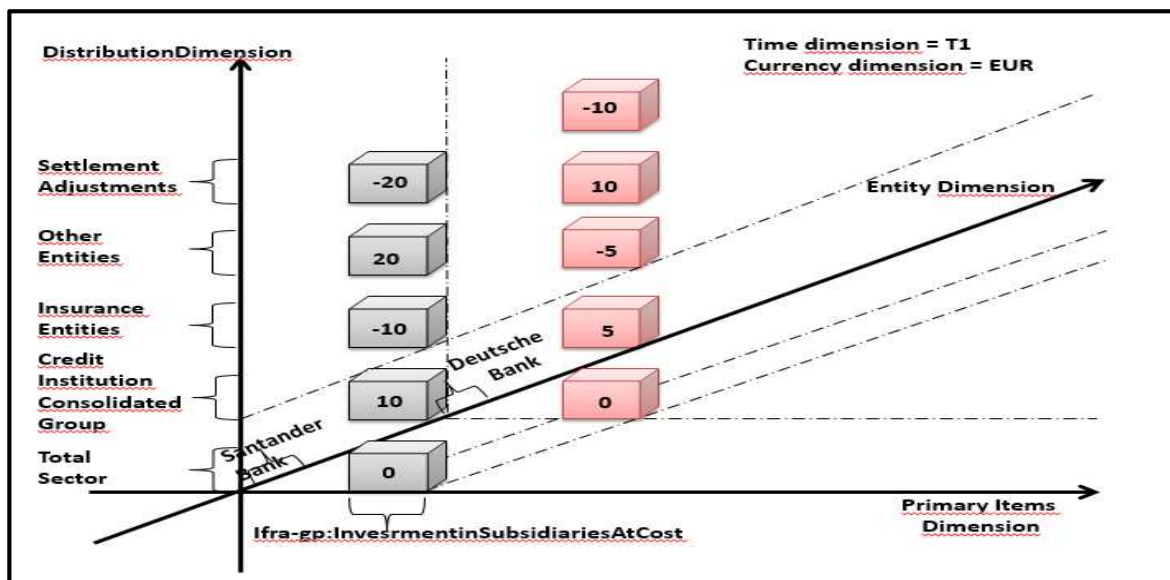 DistributionDimension
Time dimension = T1
Currency dimension = EUR
-10
Settlement
Adjustments
-20
10
Entity Dimension
Other
Entities
20
-5
Insurance
Entities
-10
5
Deutsche
Bank
Credit
Institution
Consolidated
Group
10
0
Santander
Bank
Total
Sector
0
Primary Items
Dimension
Ifra-gp:InvesrmentinSubsidiariesAtCost